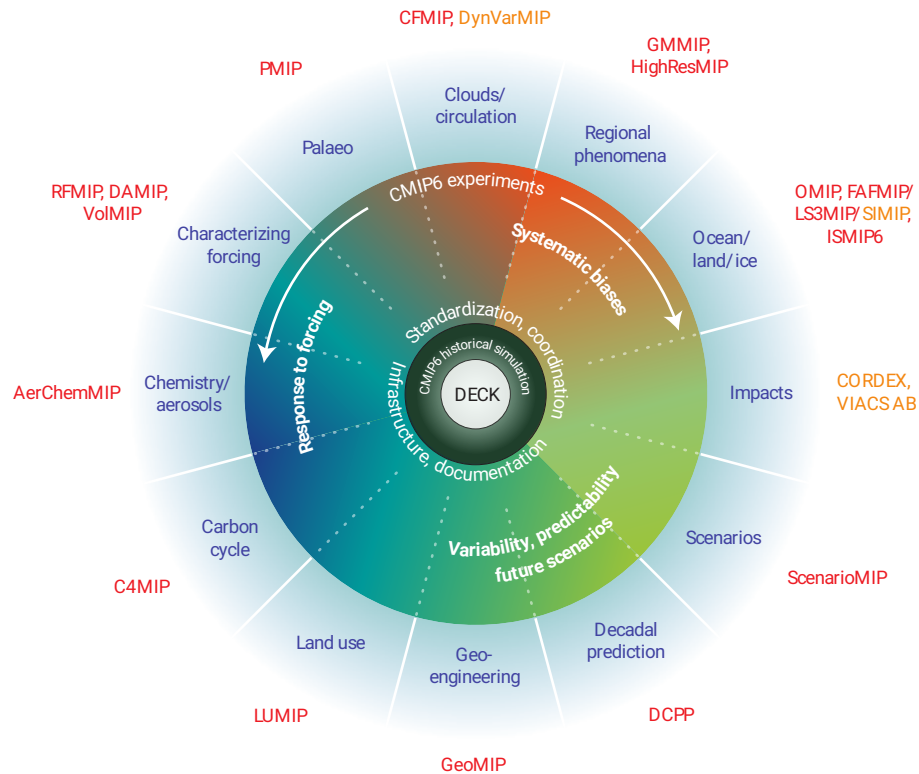 CFMIP, DynVarMIP
GMMIP,
HighResMIP
PMIP
Clouds/
circulation
Regional
phenomena
Palaeo
RFMIP, DAMIP,
VolMIP
CMIP6 experiments
OMIP, FAFMIP/
LS3MIP/ SIMIP,
ISMIP6
Characterizing
forcing
Systematic biases
Ocean/
land/ice
Standardization, coordination
Response to forcing
CMIP6 historical simulation
AerChemMIP
Chemistry/
aerosols
DECK
Impacts
CORDEX,
VIACS AB
Infrastructure, documentation
Carbon
cycle
Variability, predictability
future scenarios
Scenarios
C4MIP
ScenarioMIP
Land use
Geo-
engineering
Decadal
prediction
LUMIP
DCPP
GeoMIP